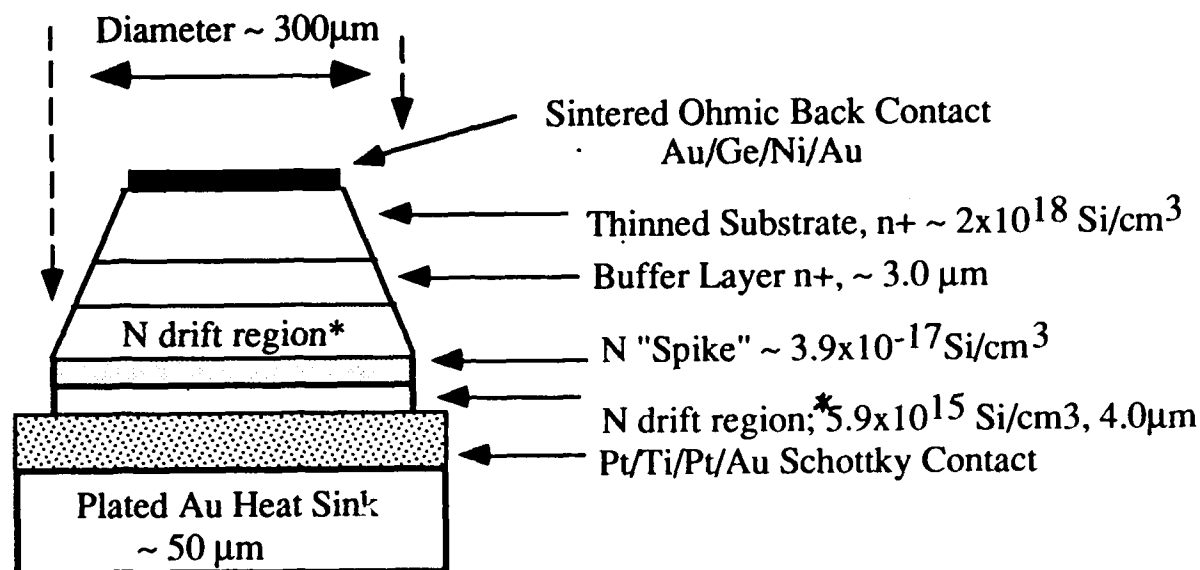 Diameter ~ 300μm
Sintered Ohmic Back Contact
Au/Ge/Ni/Au
Thinned Substrate, n+ ~ 2x10^18 Si/cm^3
Buffer Layer n+, ~ 3.0 μm
N drift region*
N "Spike" ~ 3.9x10^-17 Si/cm^3
N drift region;*5.9x10^15 Si/cm3, 4.0μm
Pt/Ti/Pt/Au Schottky Contact
Plated Au Heat Sink
~ 50 μm